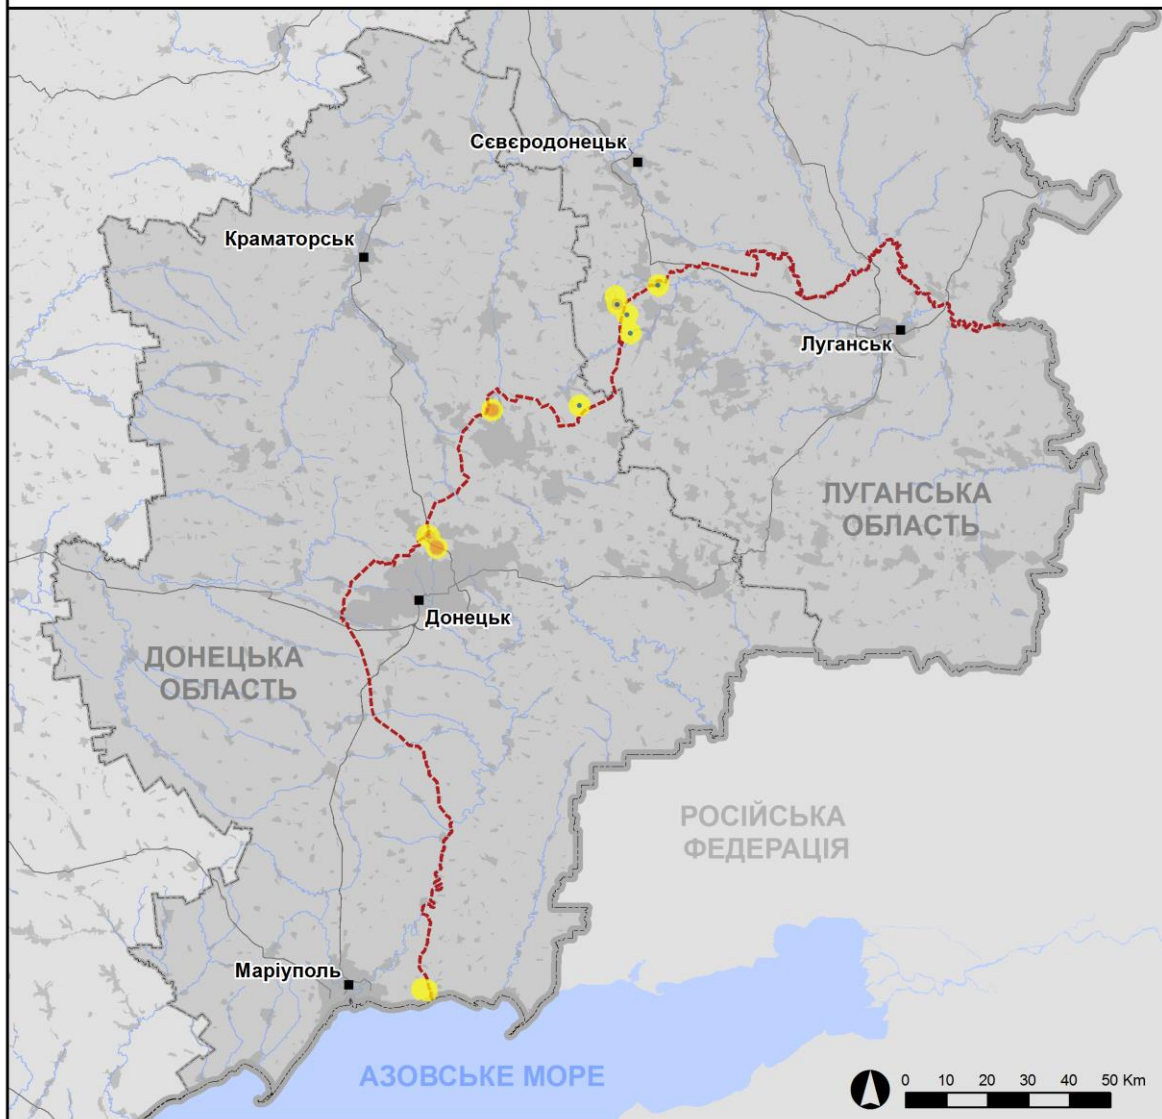 Сєвєродонецьк
Краматорськ
Луганськ
ЛУГАНСЬКА
ОБЛАСТЬ
Донецьк
ДОНЕЦЬКА
ОБЛАСТЬ
РОСІЙСЬКА
ФЕДЕРАЦІЯ
Маріуполь
АЗОВСЬКЕ МОРЕ
0 10 20 30 40 50 Km